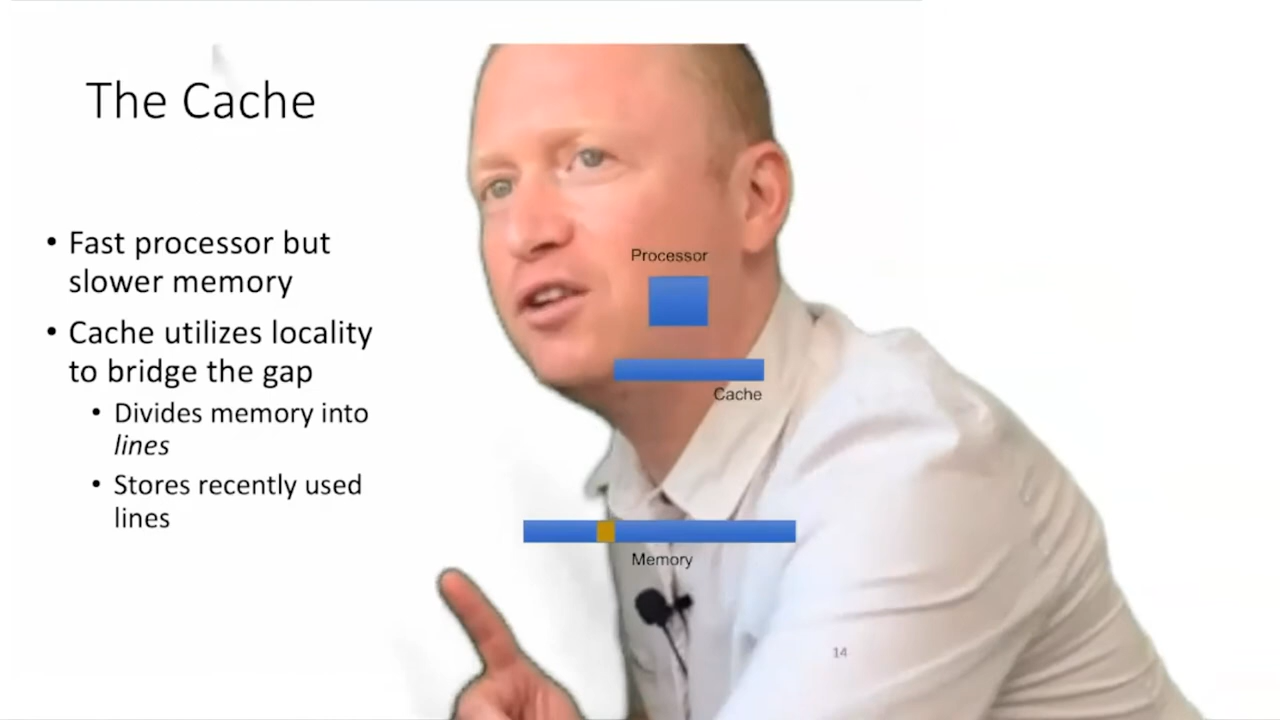 The Cache
• Fast processor but
slower memory
• Cache utilizes locality
to bridge the gap
• Divides memory into
lines
• Stores recently used
lines
Processor
Cache
Memory
14